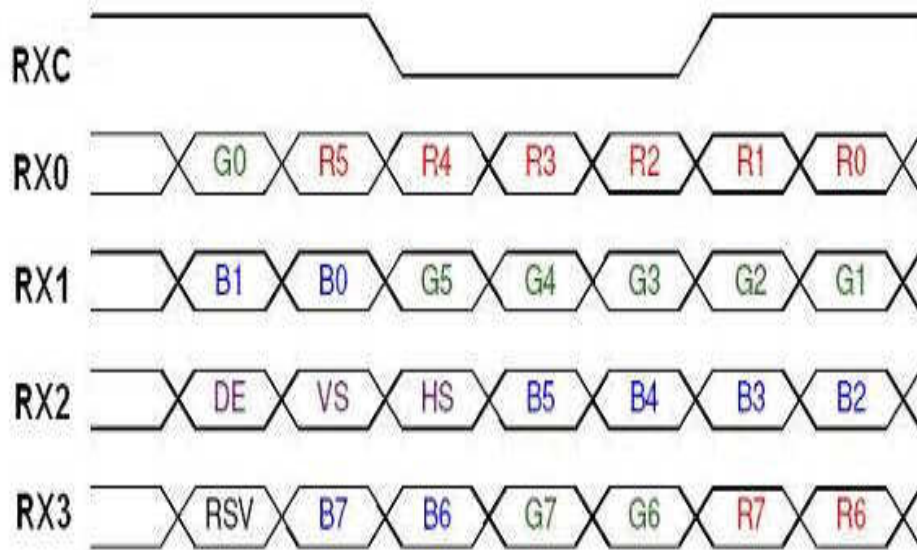 RXC
RX0 G0 R5 R4 R3 R2 R1 R0
RX1 B1 B0 G5 G4 G3 G2 G1
RX2 DE VS HS B5 B4 B3 B2
RX3 RSV B7 B6 G7 G6 R7 R6